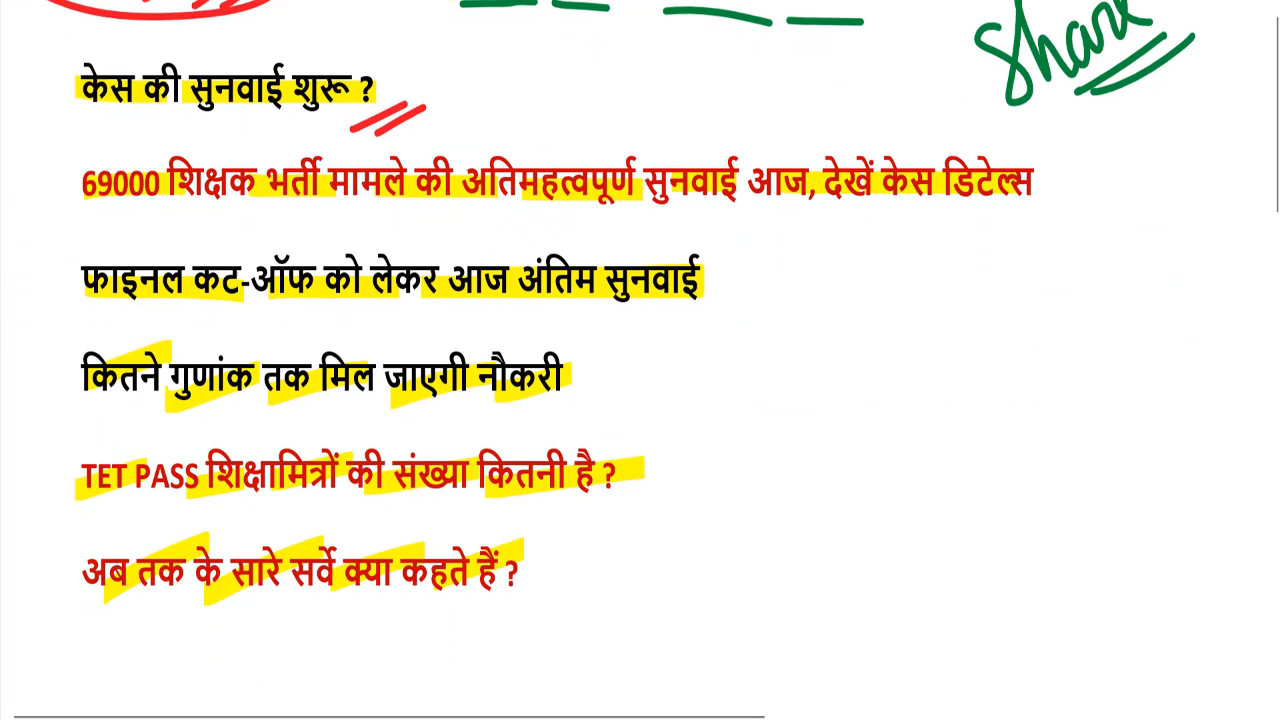 Share
केस की सुनवाई शुरू ?
69000 शिक्षक भर्ती मामले की अतिमहत्वपूर्ण सुनवाई आज, देखें केस डिटेल्स
फाइनल कट-ऑफ को लेकर आज अंतिम सुनवाई
कितने गुणांक तक मिल जाएगी नौकरी
TET PASS शिक्षामित्रों की संख्या कितनी है ?
अब तक के सारे सर्वे क्या कहते हैं ?